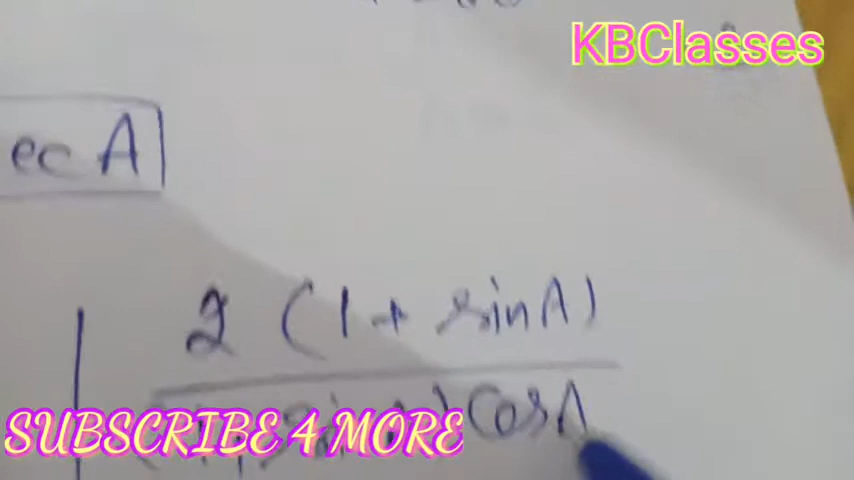 KBClasses
ec A
2 (1 + sinA)
CosA
SUBSCRIBE 4 MORE